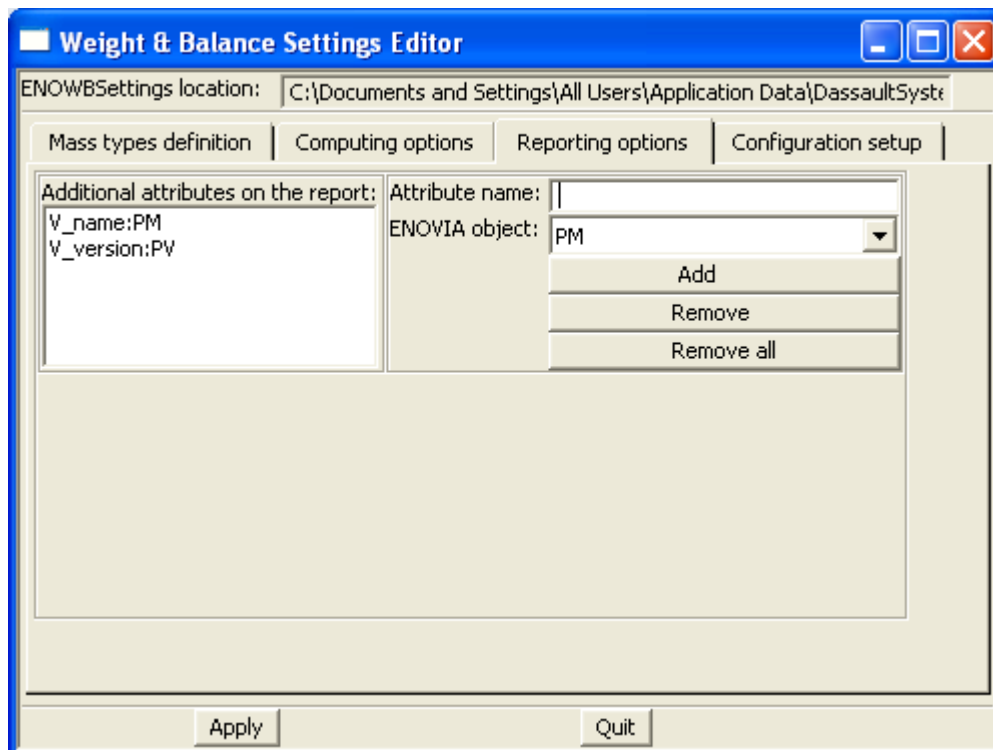 Weight & Balance Settings Editor
ENOWBSettings location: C:\Documents and Settings\All Users\Application Data\DassaultSyste
Mass types definition Computing options Reporting options Configuration setup
Additional attributes on the report: Attribute name:
V_name:PM
V_version:PV
ENOVIA object: PM
Add
Remove
Remove all
Apply Quit